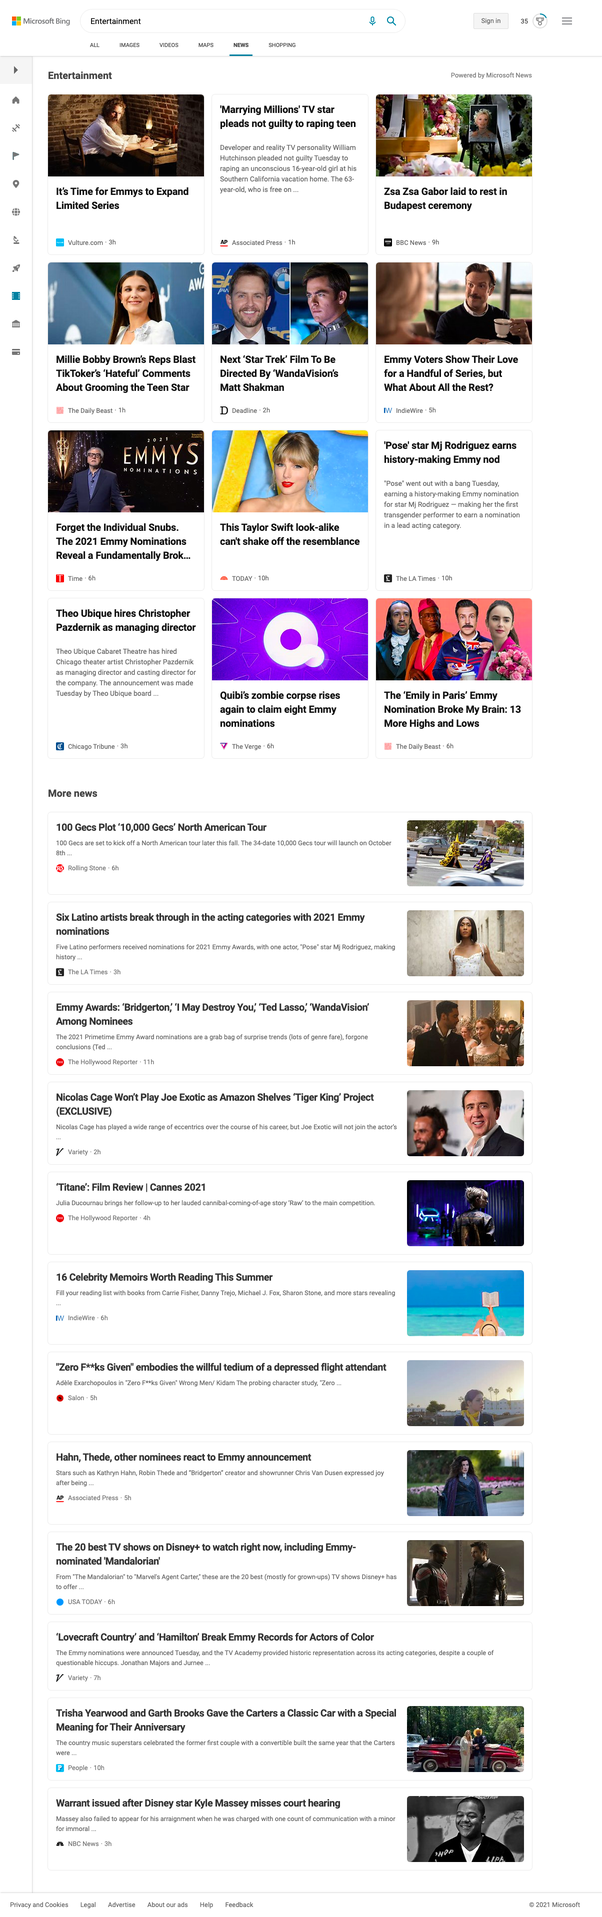 Microsoft Bing
Entertainment
Sign in
35
ALL IMAGES VIDEOS MAPS NEWS SHOPPING
Entertainment
Powered by Microsoft News
It's Time for Emmys to Expand
Limited Series
Vulture.com · 3h
'Marrying Millions' TV star
pleads not guilty to raping teen
Developer and reality TV personality William
Hutchinson pleaded not guilty Tuesday to
raping an unconscious 16-year-old girl at his
Southern California vacation home. The 63-
year-old, who is free on ...
AP Associated Press · 1h
Zsa Zsa Gabor laid to rest in
Budapest ceremony
BBC News · 9h
Millie Bobby Brown's Reps Blast
TikToker's 'Hateful' Comments
About Grooming the Teen Star
The Daily Beast · 1h
Next 'Star Trek' Film To Be
Directed By 'WandaVision's
Matt Shakman
D Deadline · 2h
Emmy Voters Show Their Love
for a Handful of Series, but
What About All the Rest?
IW IndieWire · 5h
2021
EMMYS
NOMINATIONS
Forget the Individual Snubs.
The 2021 Emmy Nominations
Reveal a Fundamentally Brok...
T Time · 6h
This Taylor Swift look-alike
can't shake off the resemblance
TODAY · 10h
'Pose' star Mj Rodriguez earns
history-making Emmy nod
"Pose" went out with a bang Tuesday,
earning a history-making Emmy nomination
for star Mj Rodriguez — making her the first
transgender performer to earn a nomination
in a lead acting category.
The LA Times · 10h
Theo Ubique hires Christopher
Pazdernik as managing director
Theo Ubique Cabaret Theatre has hired
Chicago theater artist Christopher Pazdernik
as managing director and casting director for
the company. The announcement was made
Tuesday by Theo Ubique board ...
Chicago Tribune · 3h
Quibi's zombie corpse rises
again to claim eight Emmy
nominations
The Verge · 6h
The 'Emily in Paris' Emmy
Nomination Broke My Brain: 13
More Highs and Lows
The Daily Beast · 6h
More news
100 Gecs Plot '10,000 Gecs' North American Tour
100 Gecs are set to kick off a North American tour later this fall. The 34-date 10,000 Gecs tour will launch on October
8th ...
Rolling Stone · 6h
Six Latino artists break through in the acting categories with 2021 Emmy
nominations
Five Latino performers received nominations for 2021 Emmy Awards, with one actor, "Pose" star Mj Rodriguez, making
history ...
The LA Times · 3h
Emmy Awards: 'Bridgerton,' 'I May Destroy You,' 'Ted Lasso,' 'WandaVision'
Among Nominees
The 2021 Primetime Emmy Award nominations are a grab bag of surprise trends (lots of genre fare), forgone
conclusions (Ted ...
The Hollywood Reporter · 11h
Nicolas Cage Won't Play Joe Exotic as Amazon Shelves 'Tiger King' Project
(EXCLUSIVE)
Nicolas Cage has played a wide range of eccentrics over the course of his career, but Joe Exotic will not join the actor's
...
V Variety · 2h
'Titane': Film Review | Cannes 2021
Julia Ducournau brings her follow-up to her lauded cannibal-coming-of-age story 'Raw' to the main competition.
The Hollywood Reporter · 4h
16 Celebrity Memoirs Worth Reading This Summer
Fill your reading list with books from Carrie Fisher, Danny Trejo, Michael J. Fox, Sharon Stone, and more stars revealing
...
IW IndieWire · 6h
"Zero F**ks Given" embodies the willful tedium of a depressed flight attendant
Adèle Exarchopoulos in "Zero F**ks Given" Wrong Men/ Kidam The probing character study, "Zero ...
Salon · 5h
Hahn, Thede, other nominees react to Emmy announcement
Stars such as Kathryn Hahn, Robin Thede and "Bridgerton" creator and showrunner Chris Van Dusen expressed joy
after being ...
AP Associated Press · 5h
The 20 best TV shows on Disney+ to watch right now, including Emmy-
nominated 'Mandalorian'
From "The Mandalorian" to "Marvel's Agent Carter," these are the 20 best (mostly for grown-ups) TV shows Disney+ has
to offer ...
USA TODAY · 6h
'Lovecraft Country' and 'Hamilton' Break Emmy Records for Actors of Color
The Emmy nominations were announced Tuesday, and the TV Academy provided historic representation across its acting categories, despite a couple of
questionable hiccups. Jonathan Majors and Jurnee ...
V Variety · 7h
Trisha Yearwood and Garth Brooks Gave the Carters a Classic Car with a Special
Meaning for Their Anniversary
The country music superstars celebrated the former first couple with a convertible built the same year that the Carters
were ...
P People · 10h
Warrant issued after Disney star Kyle Massey misses court hearing
Massey also failed to appear for his arraignment when he was charged with one count of communication with a minor
for immoral ...
NBC News · 3h
Privacy and Cookies Legal Advertise About our ads Help Feedback
© 2021 Microsoft